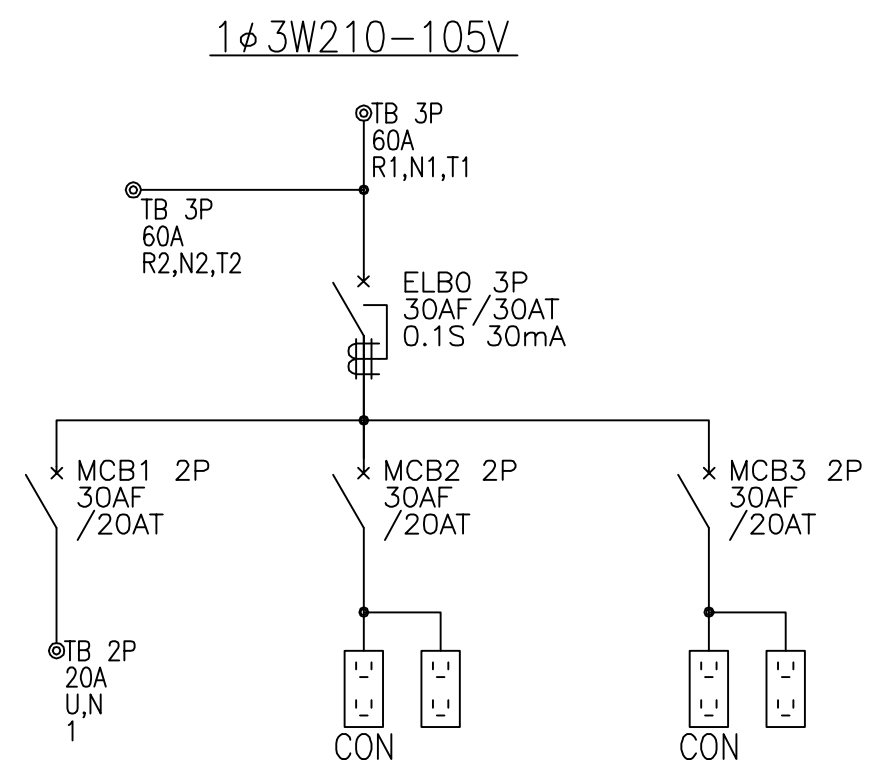 1φ3W210-105V
TB 3P
60A
R1,N1,T1
TB 3P
60A
R2,N2,T2
ELB0 3P
30AF/30AT
0.1S 30mA
MCB1 2P
30AF
/20AT
MCB2 2P
30AF
/20AT
MCB3 2P
30AF
/20AT
TB 2P
20A
U,N
1
CON
CON